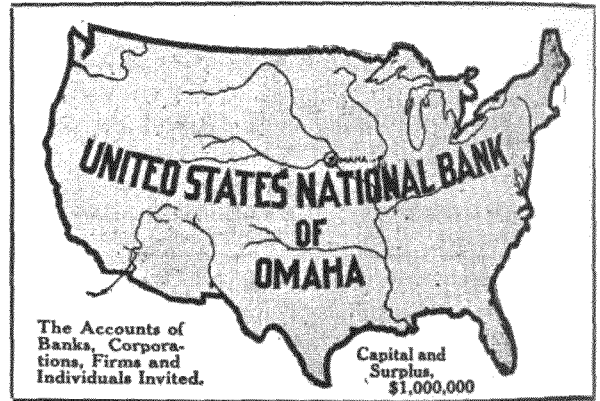 OMAHA
UNITED STATES NATIONAL BANK
OF
OMAHA
The Accounts of
Banks, Corpora-
tions, Firms and
Individuals Invited.
Capital and
Surplus,
$1,000,000